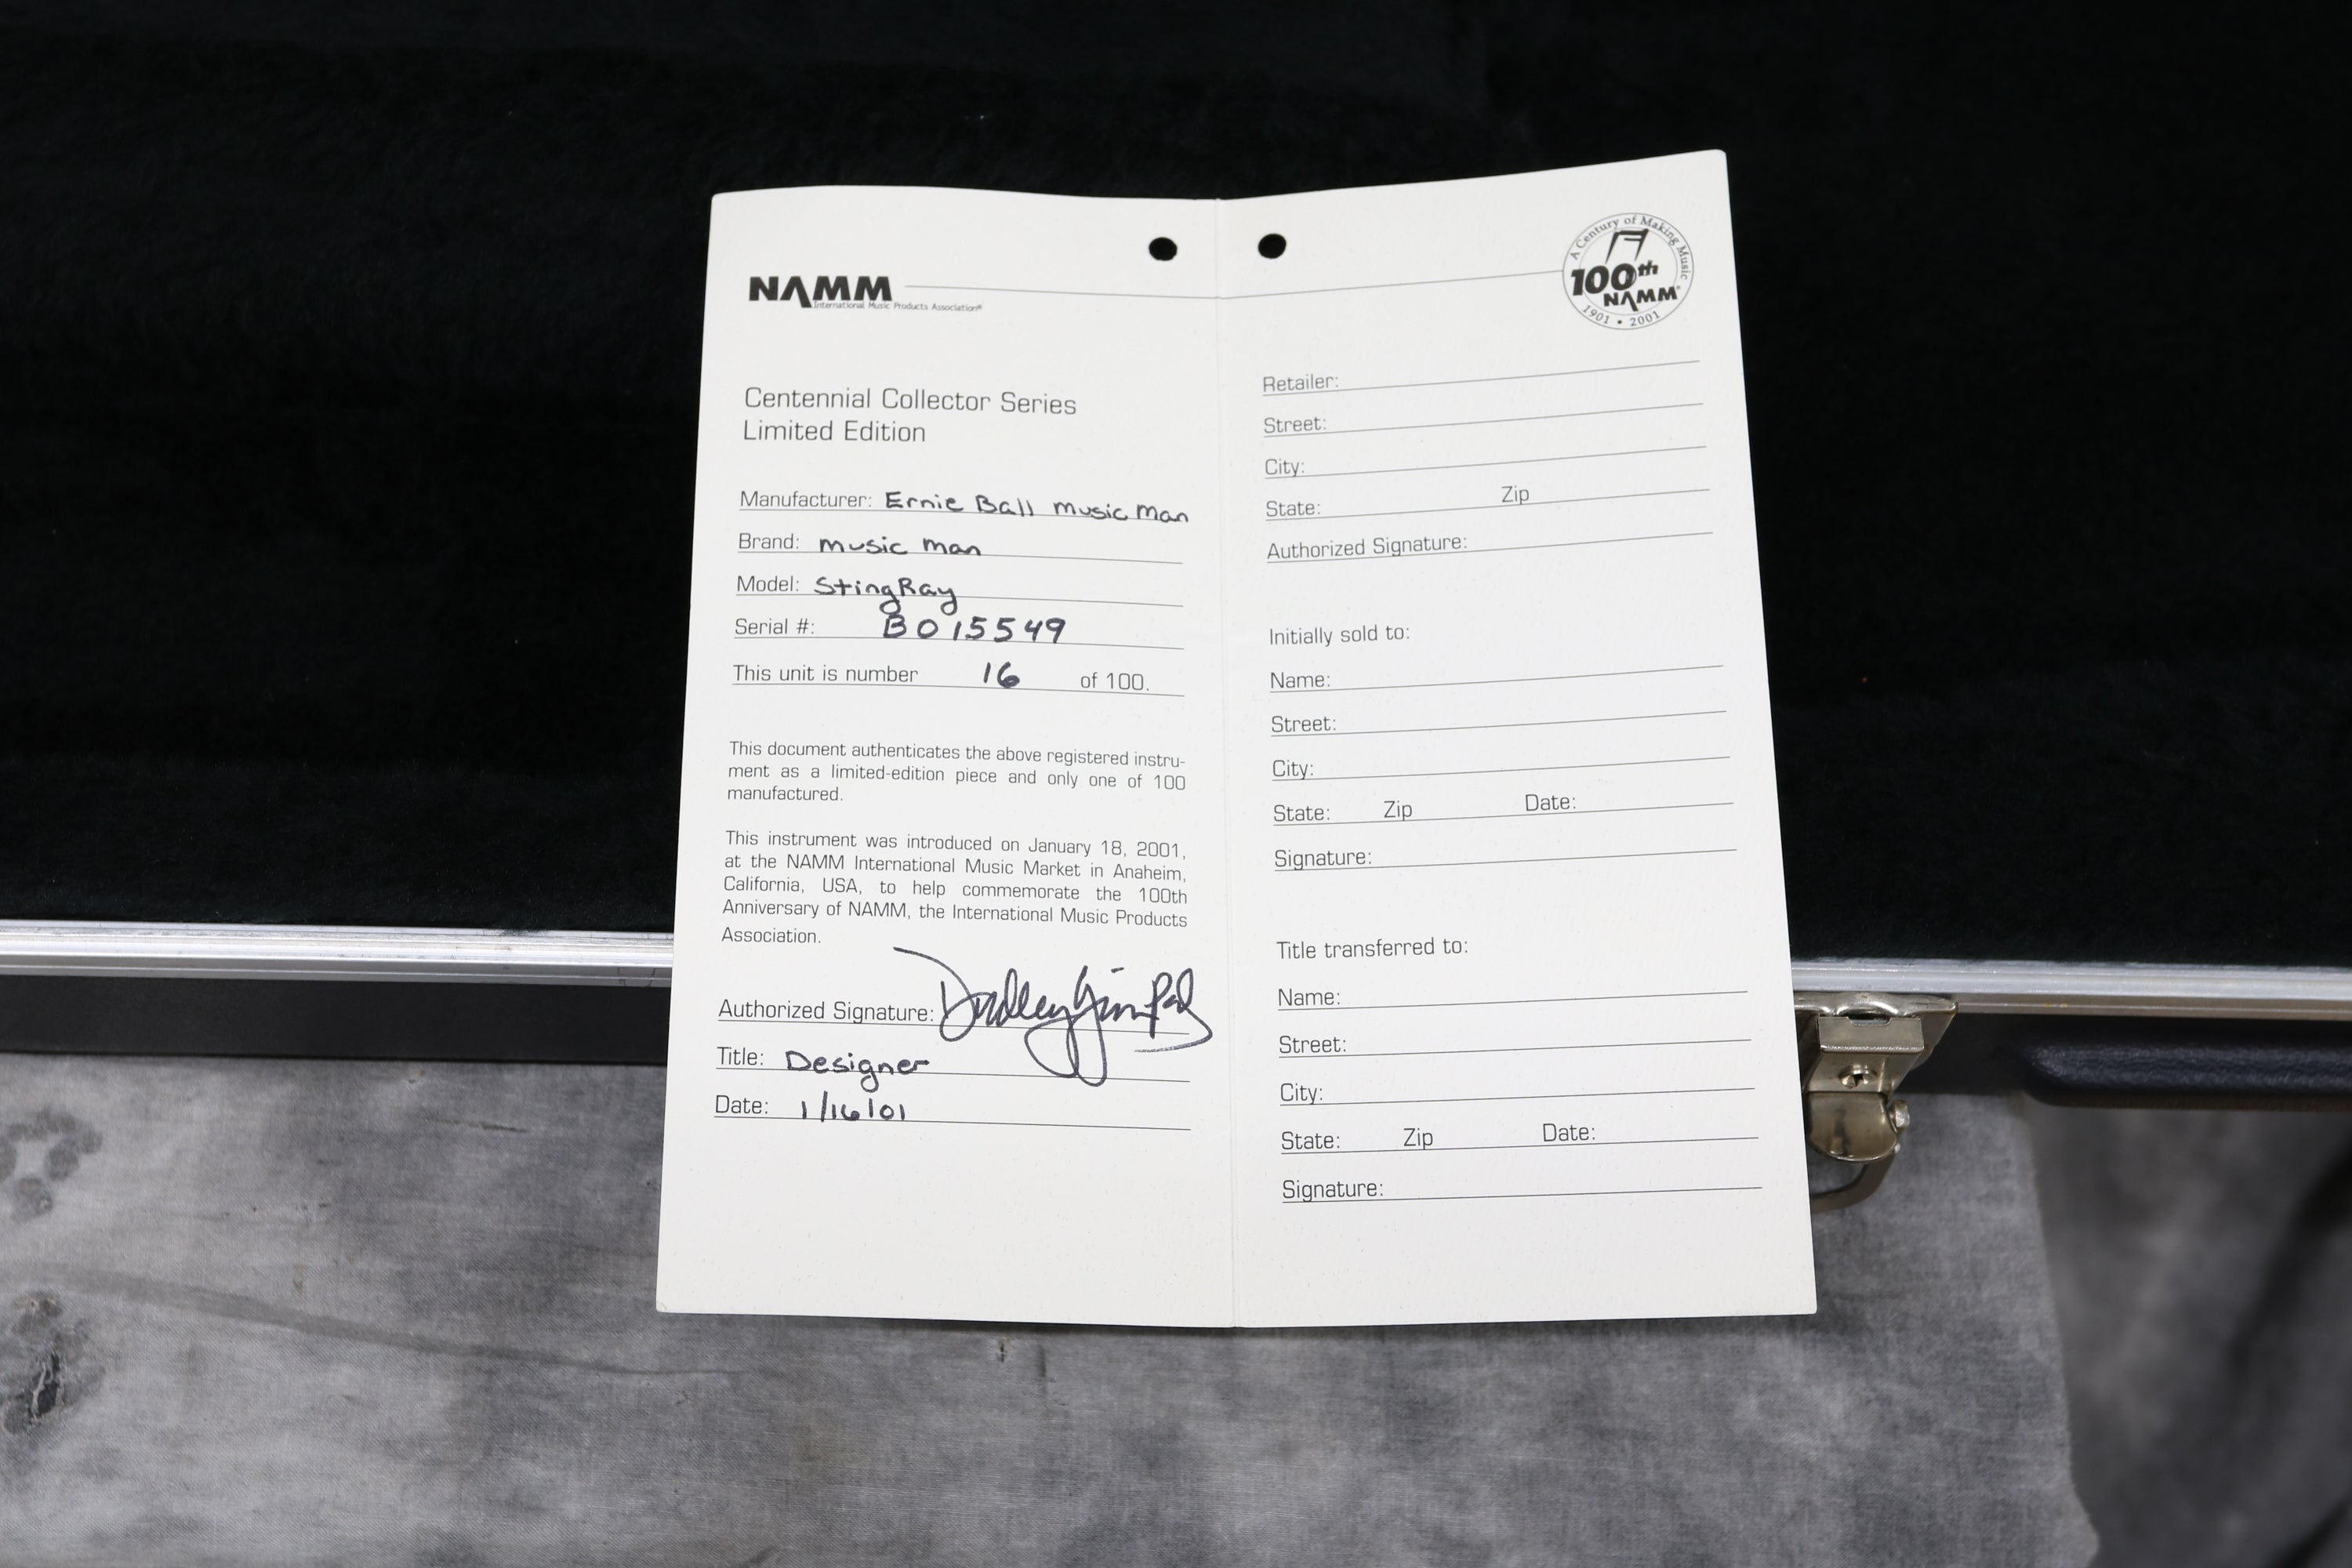 NAMM
International Music Products Association®
Centennial Collector Series
Limited Edition
Manufacturer: Ernie Ball music man
Brand: music man
Model: StingRay
Serial #: B015549
This unit is number 16 of 100.
This document authenticates the above registered instru-
ment as a limited-edition piece and only one of 100
manufactured.
This instrument was introduced on January 18, 2001,
at the NAMM International Music Market in Anaheim,
California, USA, to help commemorate the 100th
Anniversary of NAMM, the International Music Products
Association.
Authorized Signature: Dudley Gimpel
Title: Designer
Date: 1/16/01
A Century of Making Music
100th
NAMM®
1901 • 2001
Retailer:
Street:
City:
State: Zip
Authorized Signature:
Initially sold to:
Name:
Street:
City:
State: Zip Date:
Signature:
Title transferred to:
Name:
Street:
City:
State: Zip Date:
Signature: